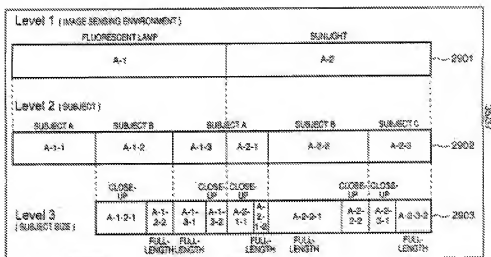 Level 1 (IMAGE SENSING ENVIRONMENT)
FLUORESCENT LAMP SUNLIGHT
A-1 A-2 2901
Level 2 (SUBJECT)
SUBJECT A SUBJECT B SUBJECT A SUBJECT B SUBJECT C
A-1-1 A-1-2 A-1-3 A-2-1 A-2-2 A-2-3 2902
CLOSE-UP CLOSE-UP CLOSE-UP CLOSE-UP CLOSE-UP
Level 3
(SUBJECT SIZE)
A-1-2-1 A-1-2-2 A-1-3-1 A-1-3-2 A-2-1-1 A-2-1-2 A-2-2-1 A-2-2-2 A-2-3-1 A-2-3-2 2903
FULL-LENGTH FULL-LENGTH FULL-LENGTH FULL-LENGTH FULL-LENGTH